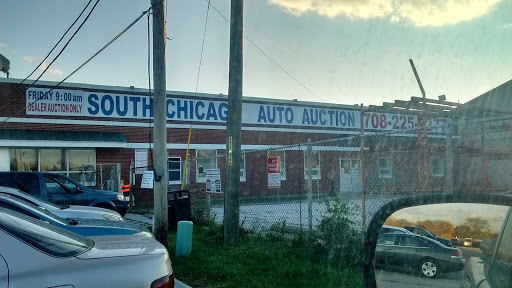 FRIDAY 9:00am
DEALER AUCTION ONLY
SOUTH CHICAGO AUTO AUCTION 708-225-